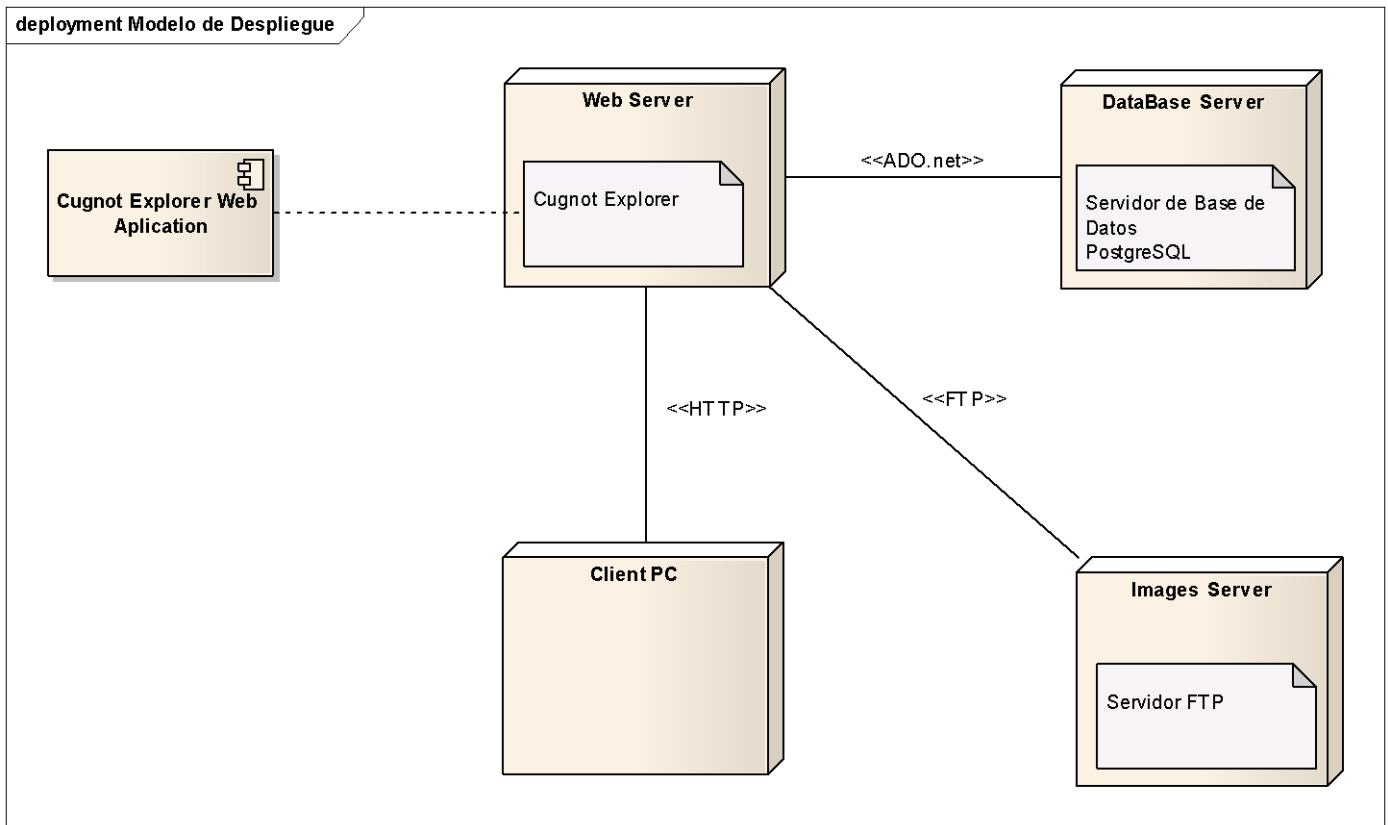 deployment Modelo de Despliegue
Web Server
DataBase Server
<<ADO.net>>
Cugnot Explorer Web
Aplication
Cugnot Explorer
Servidor de Base de
Datos
PostgreSQL
<<HTTP>>
<<FTP>>
Client PC
Images Server
Servidor FTP